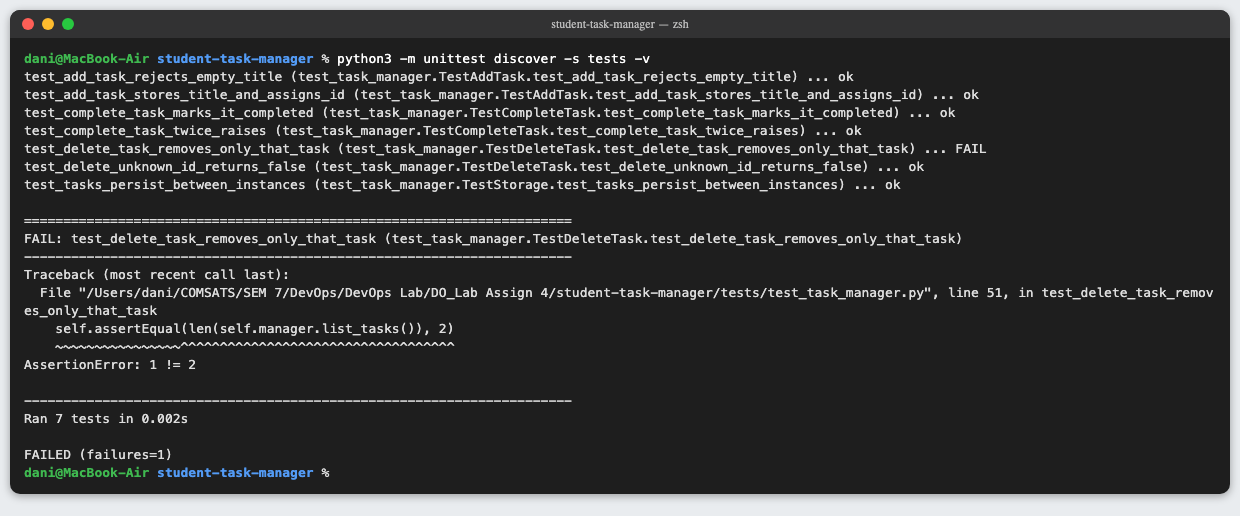 student-task-manager — zsh
dani@MacBook-Air student-task-manager % python3 -m unittest discover -s tests -v
test_add_task_rejects_empty_title (test_task_manager.TestAddTask.test_add_task_rejects_empty_title) ... ok
test_add_task_stores_title_and_assigns_id (test_task_manager.TestAddTask.test_add_task_stores_title_and_assigns_id) ... ok
test_complete_task_marks_it_completed (test_task_manager.TestCompleteTask.test_complete_task_marks_it_completed) ... ok
test_complete_task_twice_raises (test_task_manager.TestCompleteTask.test_complete_task_twice_raises) ... ok
test_delete_task_removes_only_that_task (test_task_manager.TestDeleteTask.test_delete_task_removes_only_that_task) ... FAIL
test_delete_unknown_id_returns_false (test_task_manager.TestDeleteTask.test_delete_unknown_id_returns_false) ... ok
test_tasks_persist_between_instances (test_task_manager.TestStorage.test_tasks_persist_between_instances) ... ok

======================================================================
FAIL: test_delete_task_removes_only_that_task (test_task_manager.TestDeleteTask.test_delete_task_removes_only_that_task)
----------------------------------------------------------------------
Traceback (most recent call last):
  File "/Users/dani/COMSATS/SEM 7/DevOps/DevOps Lab/DO_Lab Assign 4/student-task-manager/tests/test_task_manager.py", line 51, in test_delete_task_remov
es_only_that_task
    self.assertEqual(len(self.manager.list_tasks()), 2)
    ~~~~~~~~~~~~~~~~^^^^^^^^^^^^^^^^^^^^^^^^^^^^^^^^^^^
AssertionError: 1 != 2

----------------------------------------------------------------------
Ran 7 tests in 0.002s

FAILED (failures=1)
dani@MacBook-Air student-task-manager %